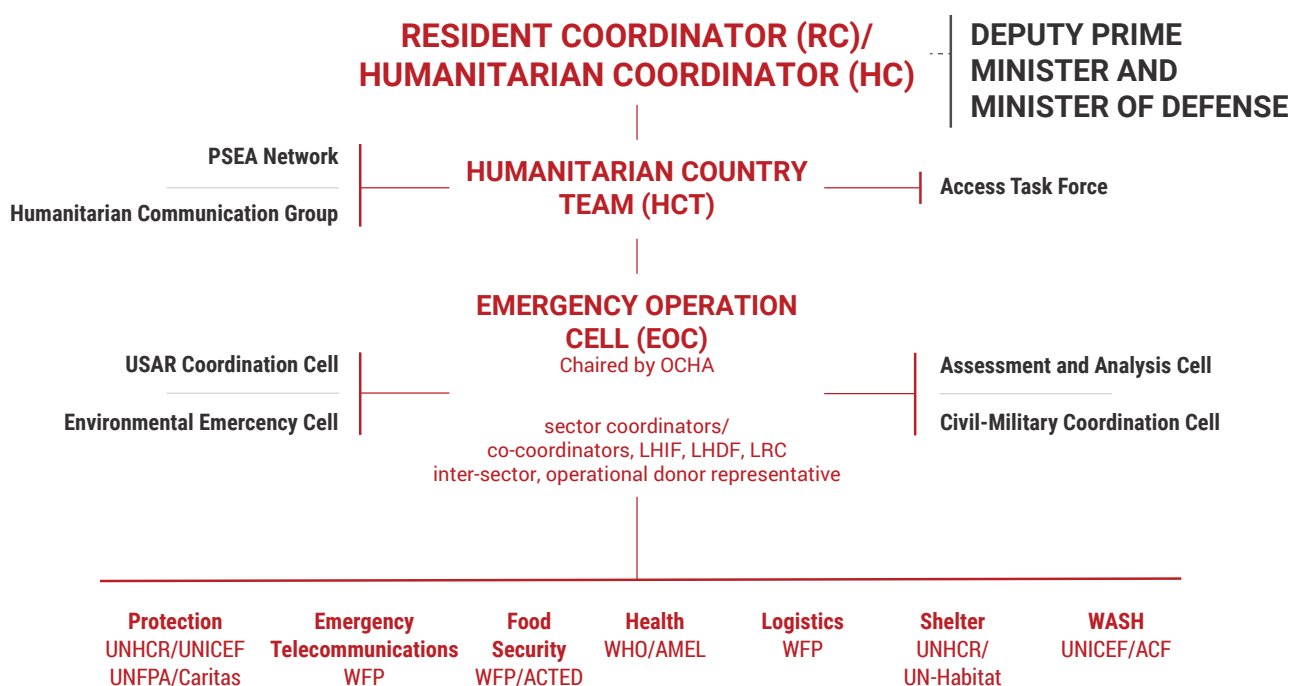 RESIDENT COORDINATOR (RC)/
HUMANITARIAN COORDINATOR (HC)
DEPUTY PRIME
MINISTER AND
MINISTER OF DEFENSE
PSEA Network
Humanitarian Communication Group
HUMANITARIAN COUNTRY
TEAM (HCT)
Access Task Force
EMERGENCY OPERATION
CELL (EOC)
Chaired by OCHA
USAR Coordination Cell
Environmental Emercency Cell
Assessment and Analysis Cell
Civil-Military Coordination Cell
sector coordinators/
co-coordinators, LHIF, LHDF, LRC
inter-sector, operational donor representative
Protection
UNHCR/UNICEF
UNFPA/Caritas
Emergency
Telecommunications
WFP
Food
Security
WFP/ACTED
Health
WHO/AMEL
Logistics
WFP
Shelter
UNHCR/
UN-Habitat
WASH
UNICEF/ACF